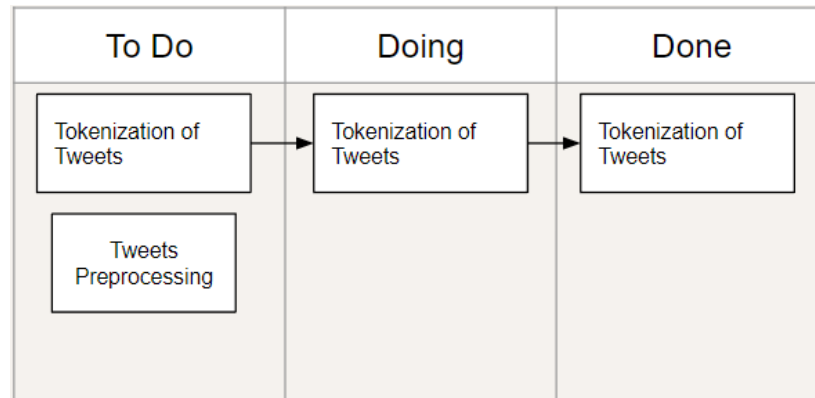 To Do
Doing
Done
Tokenization of
Tweets
Tokenization of
Tweets
Tokenization of
Tweets
Tweets
Preprocessing